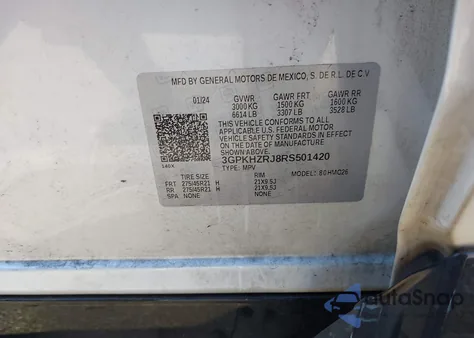 MFD BY GENERAL MOTORS DE MEXICO, S. DE R.L. DE C.V
01/24 GVWR GAWR FRT GAWR RR
3000 KG 1500 KG 1600 KG
6614 LB 3307 LB 3528 LB
THIS VEHICLE CONFORMS TO ALL
APPLICABLE U.S. FEDERAL MOTOR
VEHICLE SAFETY STANDARDS IN
EFFECT ON THE DATE OF
MANUFACTURE SHOWN ABOVE.
3GPKHZRJ8RS501420
TYPE: MPV
TIRE SIZE RIM MODEL:
FRT 275/45R21 H 21X9.5J
RR 275/45R21 H 21X9.5J
SPA NONE NONE
autoSnap